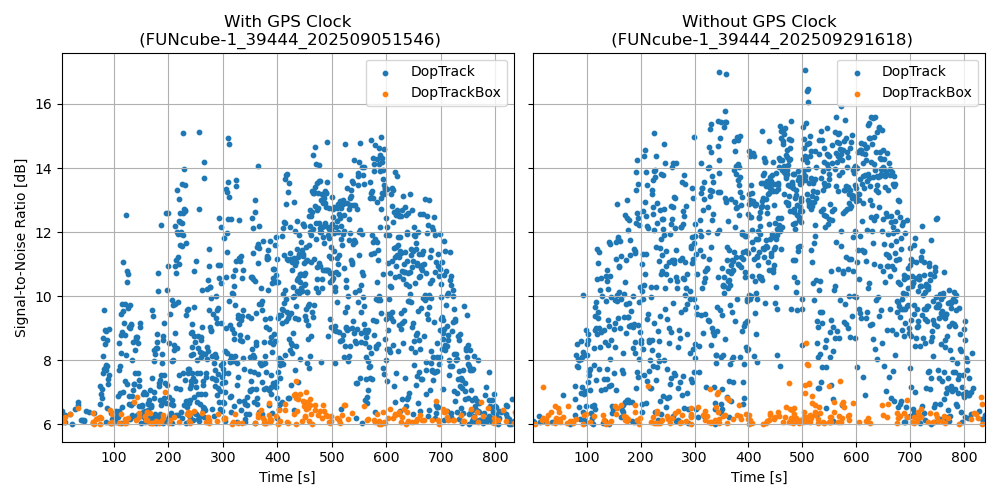 With GPS Clock
(FUNcube-1_39444_202509051546)
Without GPS Clock
(FUNcube-1_39444_202509291618)
DopTrack
DopTrackBox
DopTrack
DopTrackBox
Signal-to-Noise Ratio [dB]
16
14
12
10
8
6
100 200 300 400 500 600 700 800
100 200 300 400 500 600 700 800
Time [s]
Time [s]